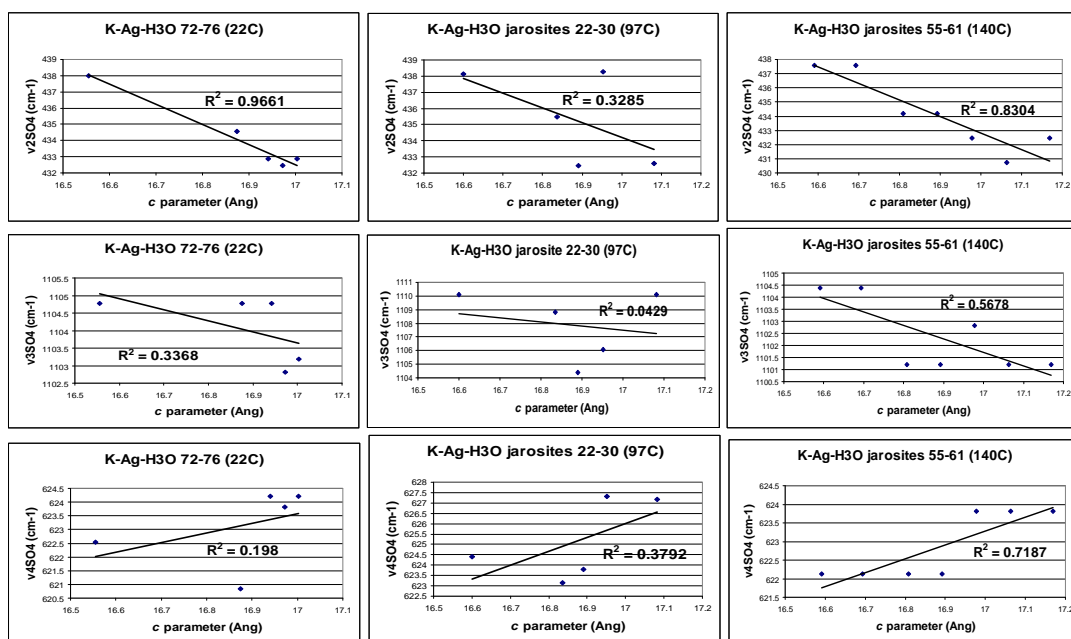 K-Ag-H3O 72-76 (22C)
439
438
437
436
435
434
433
432
v2SO4 (cm-1)
R2 = 0.9661
16.5 16.6 16.7 16.8 16.9 17 17.1
c parameter (Ang)
K-Ag-H3O jarosites 22-30 (97C)
439
438
437
436
435
434
433
432
v2SO4 (cm-1)
R2 = 0.3285
16.5 16.6 16.7 16.8 16.9 17 17.1 17.2
c parameter (Ang)
K-Ag-H3O jarosites 55-61 (140C)
438
437
436
435
434
433
432
431
430
v2SO4 (cm-1)
R2 = 0.8304
16.5 16.6 16.7 16.8 16.9 17 17.1 17.2
c parameter (Ang)
K-Ag-H3O 72-76 (22C)
1105.5
1105
1104.5
1104
1103.5
1103
1102.5
v3SO4 (cm-1)
R2 = 0.3368
16.5 16.6 16.7 16.8 16.9 17 17.1
c parameter (Ang)
K-Ag-H3O jarosite 22-30 (97C)
1111
1110
1109
1108
1107
1106
1105
1104
v3SO4 (cm-1)
R2 = 0.0429
16.5 16.6 16.7 16.8 16.9 17 17.1 17.2
c parameter (Ang)
K-Ag-H3O jarosites 55-61 (140C)
1105
1104.5
1104
1103.5
1103
1102.5
1102
1101.5
1101
1100.5
v3SO4 (cm-1)
R2 = 0.5678
16.5 16.6 16.7 16.8 16.9 17 17.1 17.2
c parameter (Ang)
K-Ag-H3O 72-76 (22C)
624.5
624
623.5
623
622.5
622
621.5
621
620.5
v4SO4 (cm-1)
R2 = 0.198
16.5 16.6 16.7 16.8 16.9 17 17.1
c parameter (Ang)
K-Ag-H3O jarosites 22-30 (97C)
628
627.5
627
626.5
626
625.5
625
624.5
624
623.5
623
622.5
v4SO4 (cm-1)
R2 = 0.3792
16.5 16.6 16.7 16.8 16.9 17 17.1 17.2
c parameter (Ang)
K-Ag-H3O jarosites 55-61 (140C)
624.5
624
623.5
623
622.5
622
621.5
v4SO4 (cm-1)
R2 = 0.7187
16.5 16.6 16.7 16.8 16.9 17 17.1 17.2
c parameter (Ang)